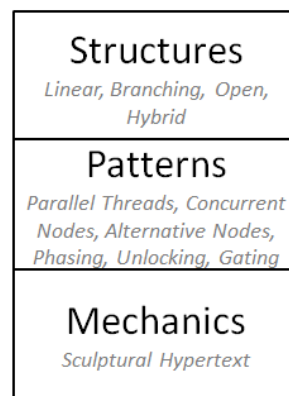 Structures
Linear, Branching, Open,
Hybrid
Patterns
Parallel Threads, Concurrent
Nodes, Alternative Nodes,
Phasing, Unlocking, Gating
Mechanics
Sculptural Hypertext